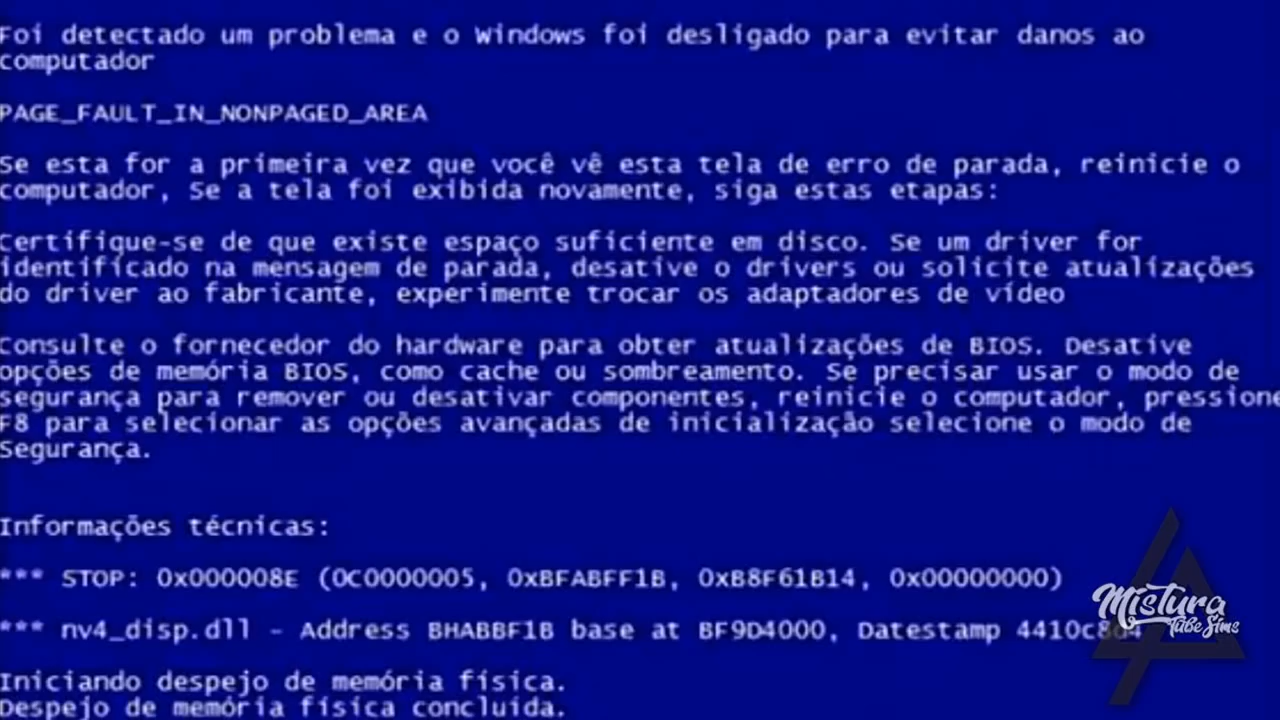 Foi detectado um problema e o Windows foi desligado para evitar danos ao
computador
PAGE_FAULT_IN_NONPAGED_AREA
Se esta for a primeira vez que você vê esta tela de erro de parada, reinicie o
computador, Se a tela foi exibida novamente, siga estas etapas:
Certifique-se de que existe espaço suficiente em disco. Se um driver for
identificado na mensagem de parada, desative o drivers ou solicite atualizações
do driver ao fabricante, experimente trocar os adaptadores de vídeo
Consulte o fornecedor do hardware para obter atualizações de BIOS. Desative
opções de memória BIOS, como cache ou sombreamento. Se precisar usar o modo de
segurança para remover ou desativar componentes, reinicie o computador, pressione
F8 para selecionar as opções avançadas de inicialização selecione o modo de
Segurança.
Informações técnicas:
*** STOP: 0x000008E (0C0000005, 0xBFABFF1B, 0xB8F61B14, 0x00000000)
*** nv4_disp.dll - Address BHABBF1B base at BF9D4000, Datestamp 4410c8d4
Iniciando despejo de memória física.
Despejo de memória física concluída.
Mistura
Tube Sims